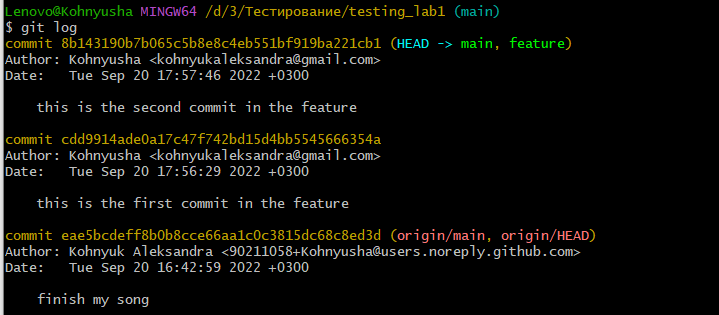 Lenovo@Kohnyusha MINGW64 /d/3/Тестирование/testing_lab1 (main)
$ git log
commit 8b143190b7b065c5b8e8c4eb551bf919ba221cb1 (HEAD -> main, feature)
Author: Kohnyusha <kohnyukaleksandra@gmail.com>
Date:   Tue Sep 20 17:57:46 2022 +0300
    this is the second commit in the feature
commit cdd9914ade0a17c47f742bd15d4bb5545666354a
Author: Kohnyusha <kohnyukaleksandra@gmail.com>
Date:   Tue Sep 20 17:56:29 2022 +0300
    this is the first commit in the feature
commit eae5bcdeff8b0b8cce66aa1c0c3815dc68c8ed3d (origin/main, origin/HEAD)
Author: Kohnyuk Aleksandra <90211058+Kohnyusha@users.noreply.github.com>
Date:   Tue Sep 20 16:42:59 2022 +0300
    finish my song